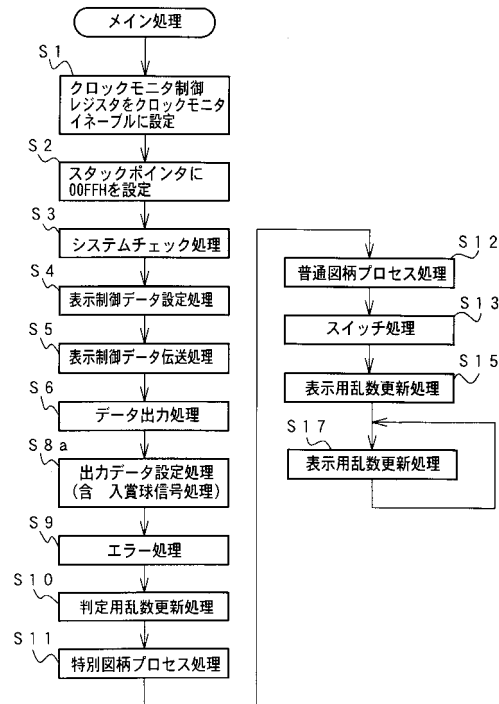 メイン処理
S1
クロックモニタ制御
レジスタをクロックモニタ
イネーブルに設定
S2
スタックポインタに
00FFHを設定
S3
システムチェック処理
S4
表示制御データ設定処理
S5
表示制御データ伝送処理
S6
データ出力処理
S8a
出力データ設定処理
(含 入賞球信号処理)
S9
エラー処理
S10
判定用乱数更新処理
S11
特別図柄プロセス処理
S12
普通図柄プロセス処理
S13
スイッチ処理
S15
表示用乱数更新処理
S17
表示用乱数更新処理